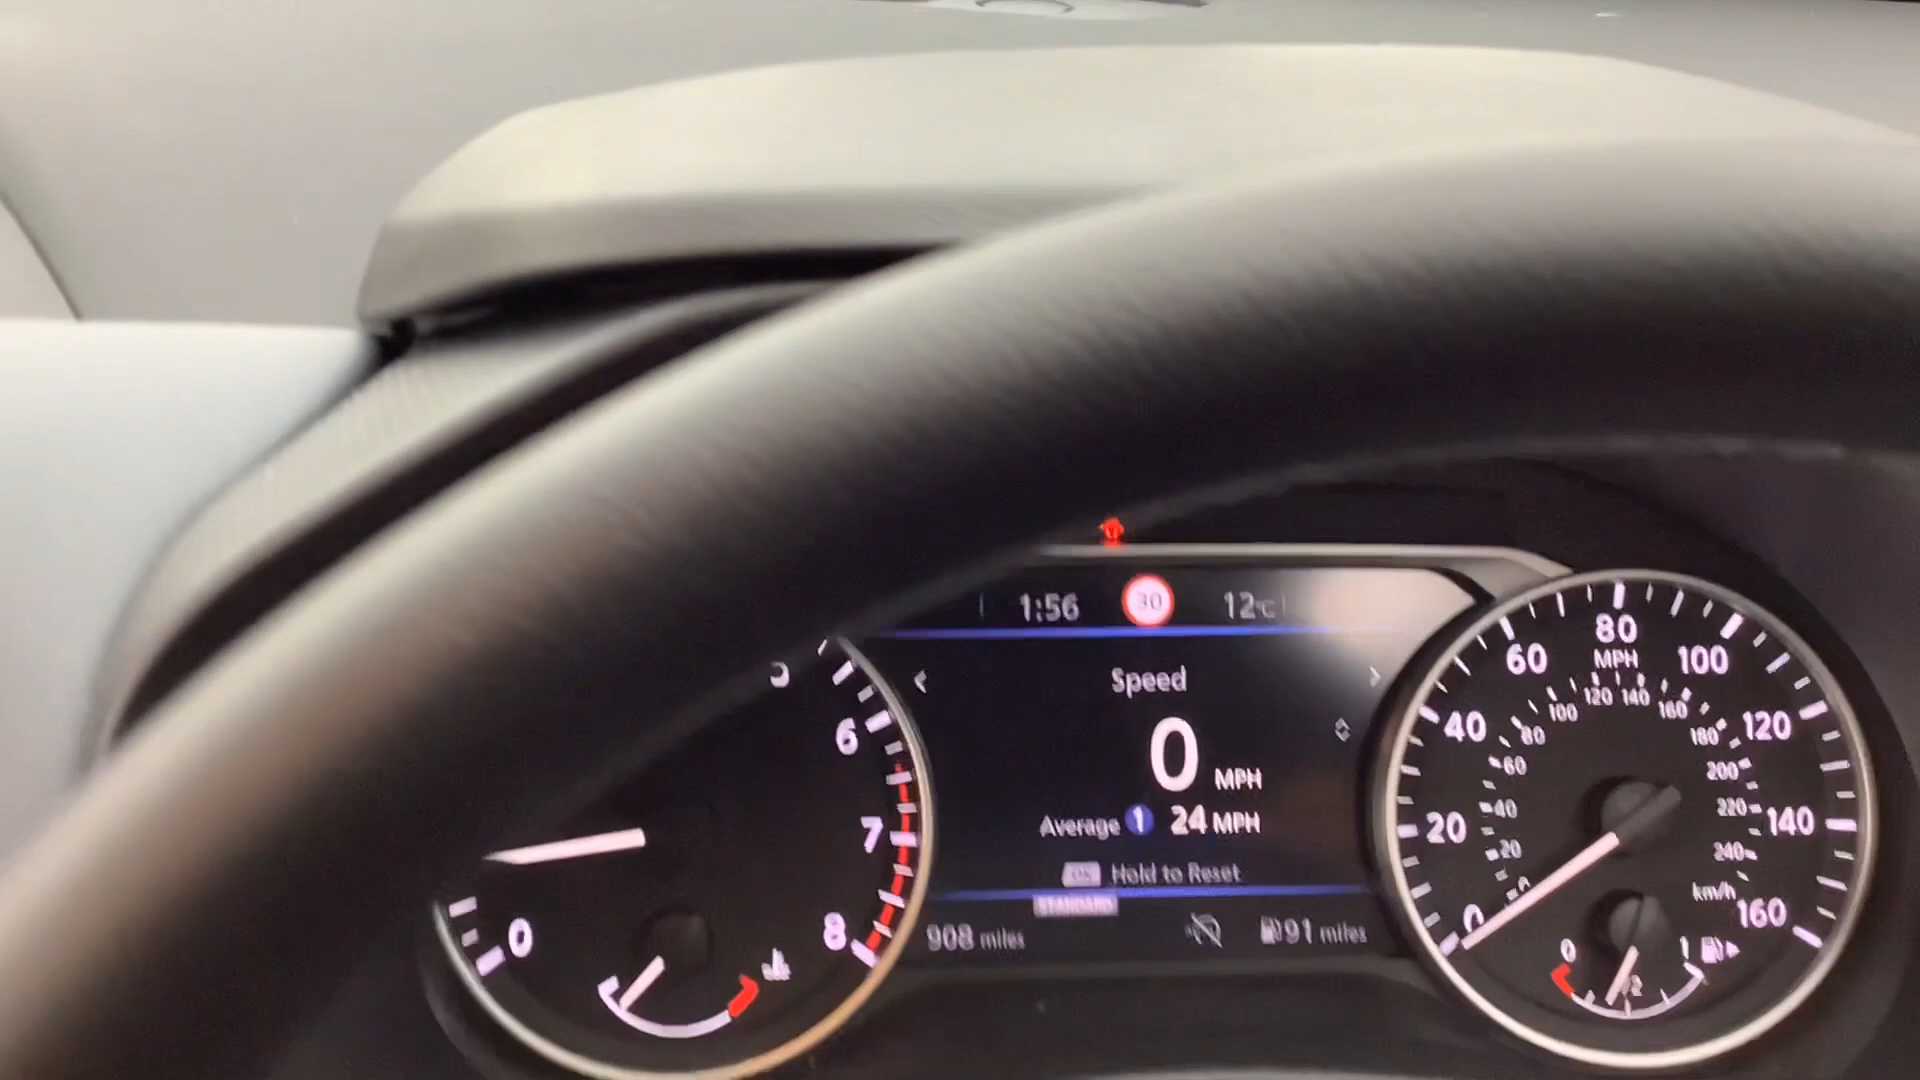 1:56 30 12°C
Speed
0 MPH
Average 1 24 MPH
OK Hold to Reset
STANDARD
908 miles 91 miles
6
7
8
0
0 20 40 60 80 100 120 140 160
MPH
0 20 40 60 80 100 120 140 160 180 200 220 240
km/h
0 1